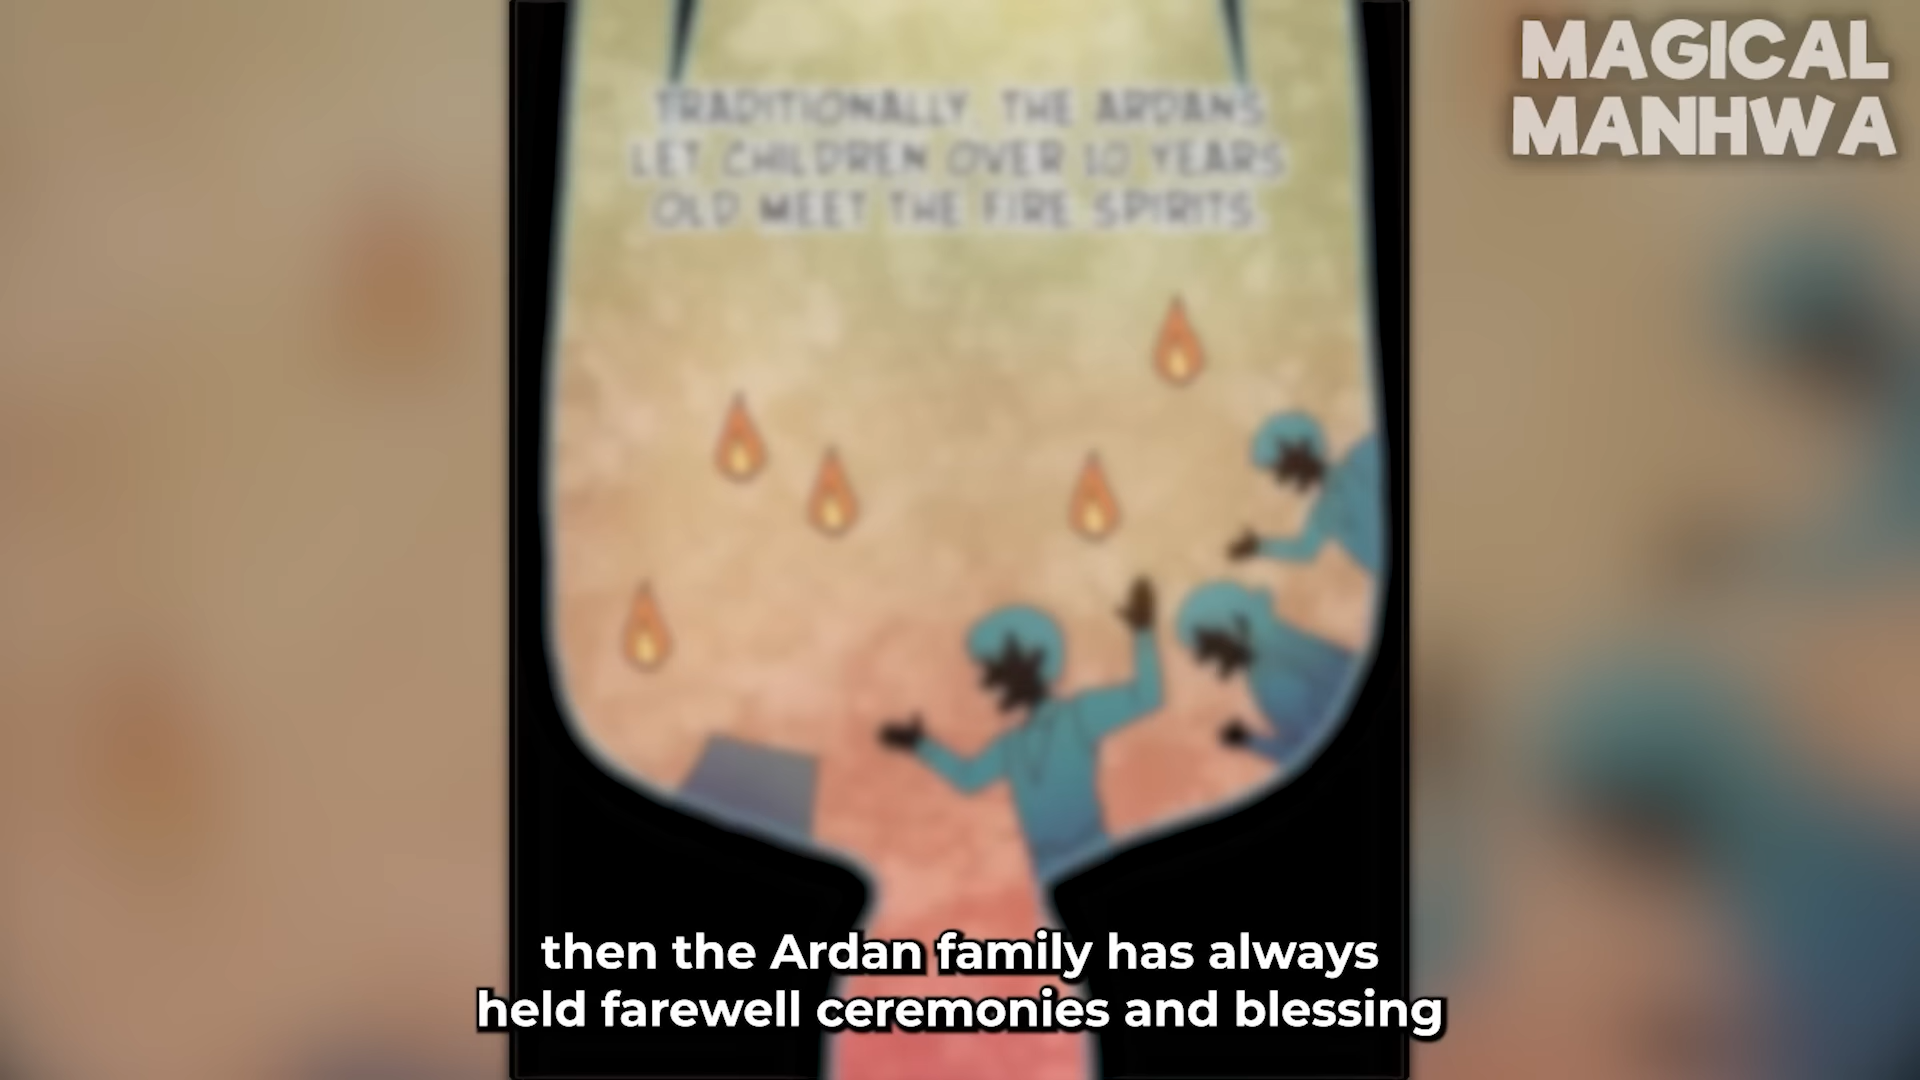 MAGICAL
MANHWA
TRADITIONALLY, THE ARDANS
LET CHILDREN OVER 10 YEARS
OLD MEET THE FIRE SPIRITS.
then the Ardan family has always
held farewell ceremonies and blessing